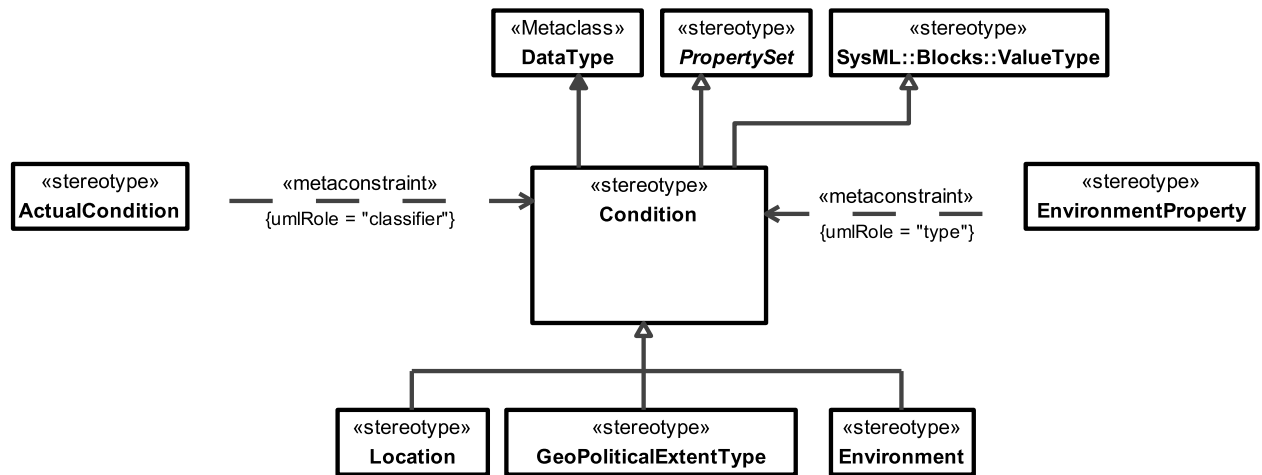 «Metaclass»
DataType
«stereotype»
PropertySet
«stereotype»
SysML::Blocks::ValueType
«stereotype»
ActualCondition
«metaconstraint»
{umlRole = "classifier"}
«stereotype»
Condition
«metaconstraint»
{umlRole = "type"}
«stereotype»
EnvironmentProperty
«stereotype»
Location
«stereotype»
GeoPoliticalExtentType
«stereotype»
Environment